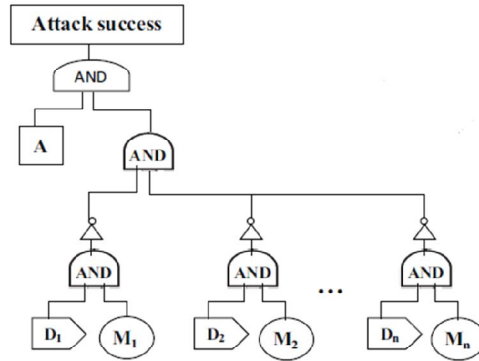 Attack success
AND
A
AND
AND AND AND
...
D1 M1 D2 M2 Dn Mn